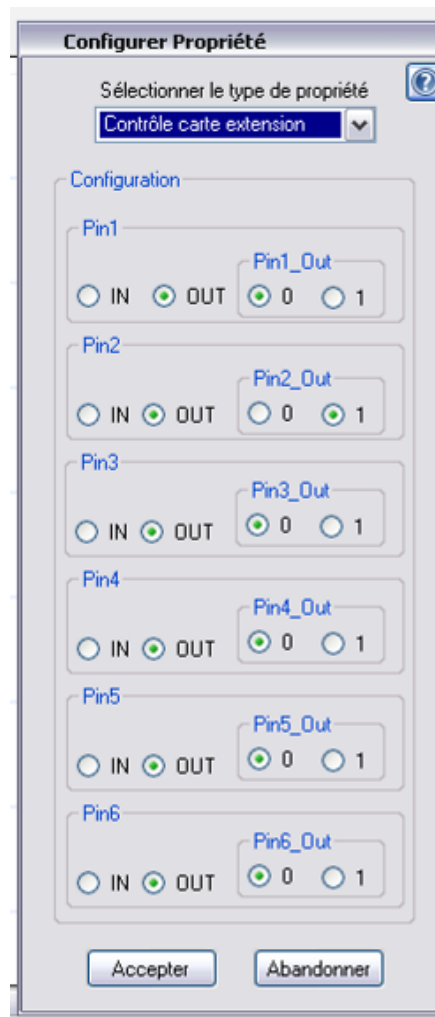 Configurer Propriété
Sélectionner le type de propriété
?
Contrôle carte extension
Configuration
Pin1
Pin1_Out
IN OUT 0 1
Pin2
Pin2_Out
IN OUT 0 1
Pin3
Pin3_Out
IN OUT 0 1
Pin4
Pin4_Out
IN OUT 0 1
Pin5
Pin5_Out
IN OUT 0 1
Pin6
Pin6_Out
IN OUT 0 1
Accepter Abandonner